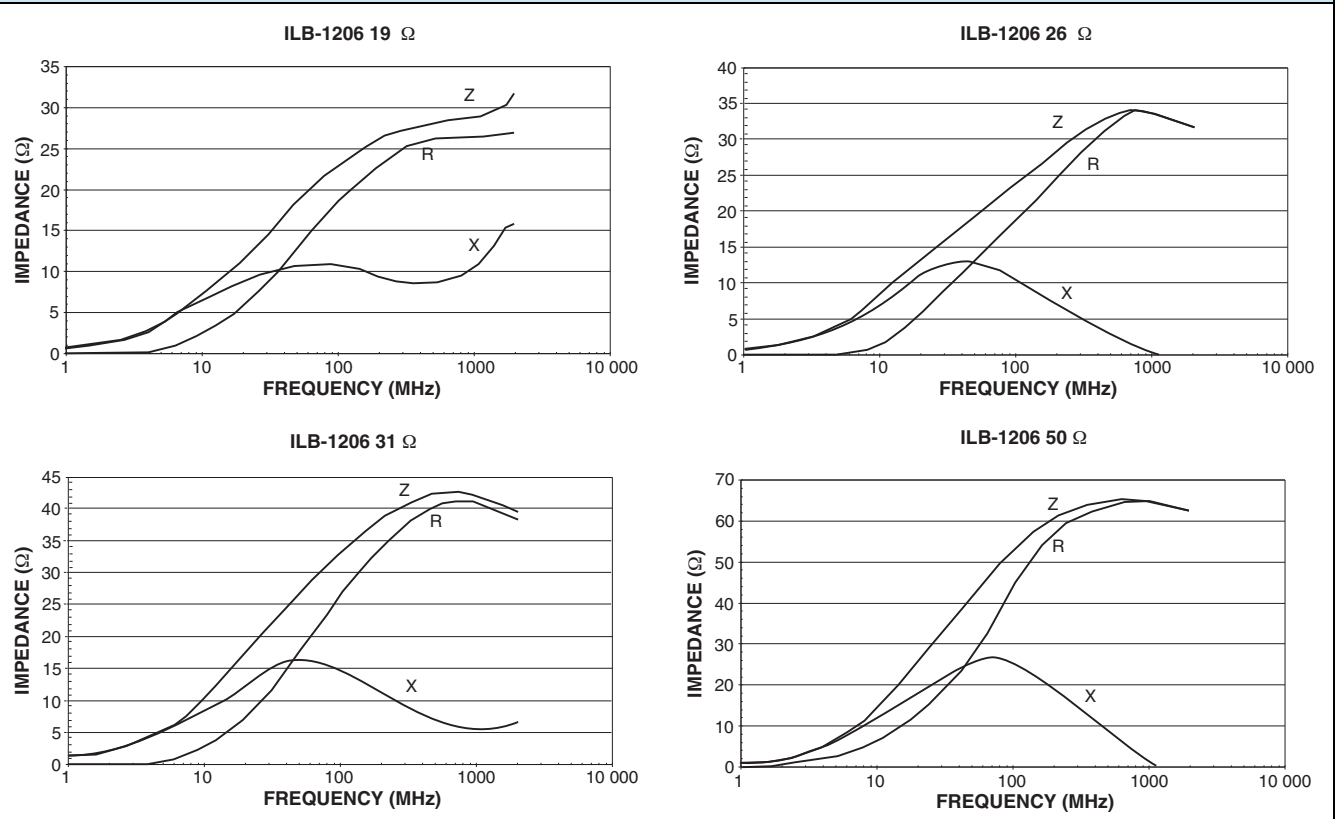 ILB-1206 19 Ω
IMPEDANCE (Ω)
35
30
25
20
15
10
5
0
Z
R
X
1
10
100
1000
10 000
FREQUENCY (MHz)
ILB-1206 26 Ω
IMPEDANCE (Ω)
40
35
30
25
20
15
10
5
0
Z
R
X
1
10
100
1000
10 000
FREQUENCY (MHz)
ILB-1206 31 Ω
IMPEDANCE (Ω)
45
40
35
30
25
20
15
10
5
0
Z
R
X
1
10
100
1000
10 000
FREQUENCY (MHz)
ILB-1206 50 Ω
IMPEDANCE (Ω)
70
60
50
40
30
20
10
0
Z
R
X
1
10
100
1000
10 000
FREQUENCY (MHz)